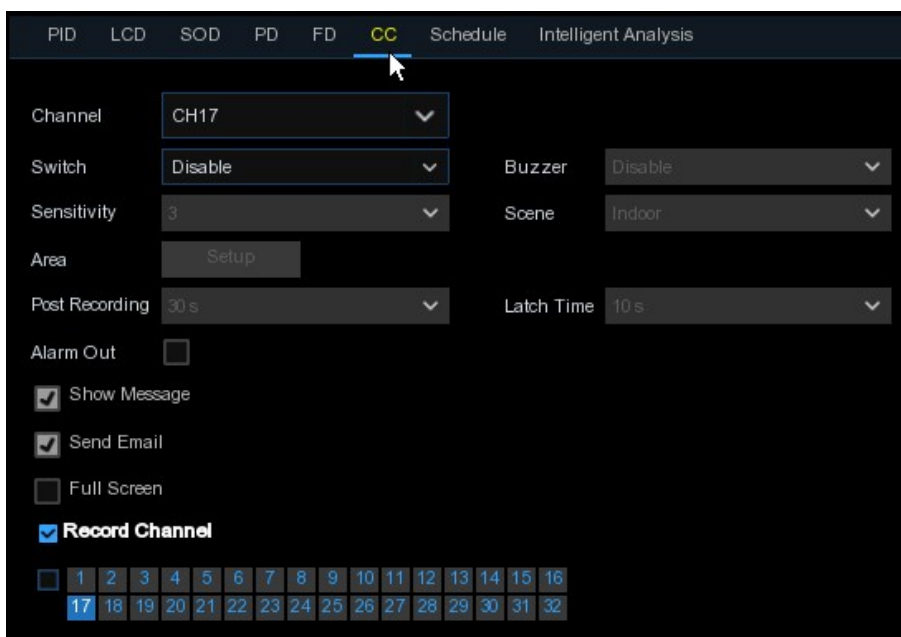 PID LCD SOD PD FD CC Schedule Intelligent Analysis
Channel CH17
Switch Disable Buzzer Disable
Sensitivity 3 Scene Indoor
Area Setup
Post Recording 30 s Latch Time 10 s
Alarm Out
Show Message
Send Email
Full Screen
Record Channel
1 2 3 4 5 6 7 8 9 10 11 12 13 14 15 16
17 18 19 20 21 22 23 24 25 26 27 28 29 30 31 32